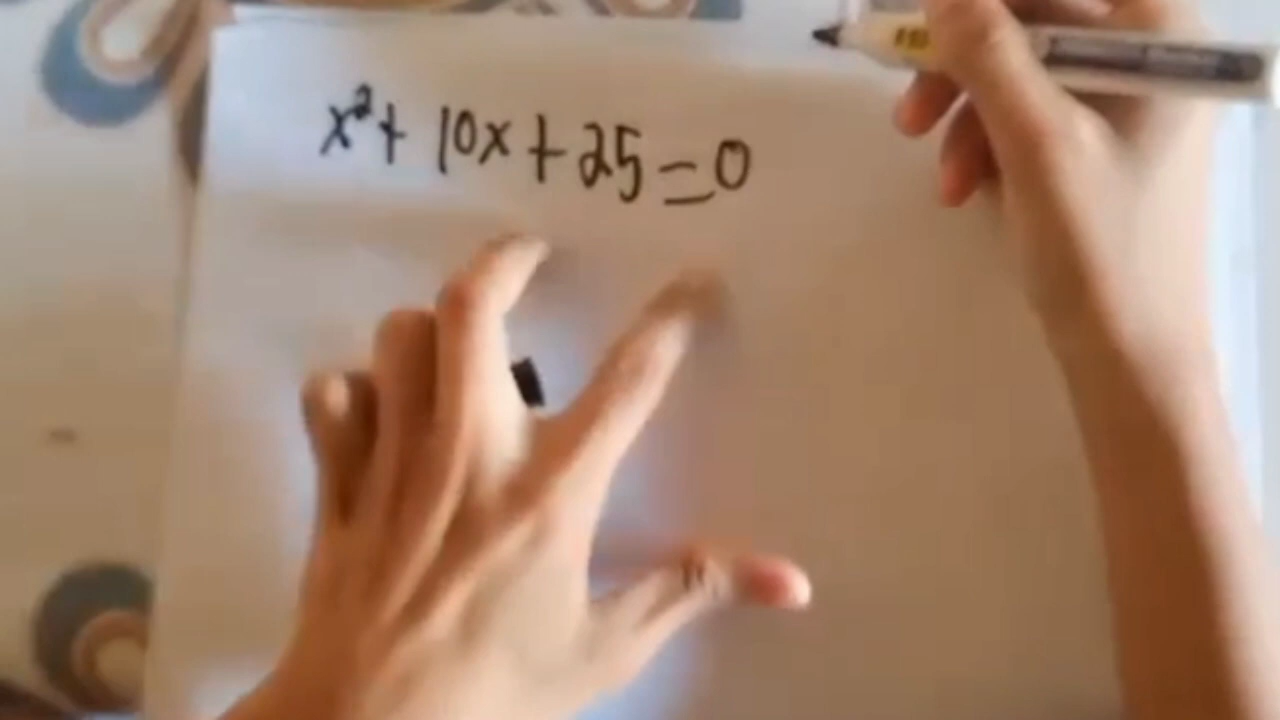 x² + 10x + 25 = 0